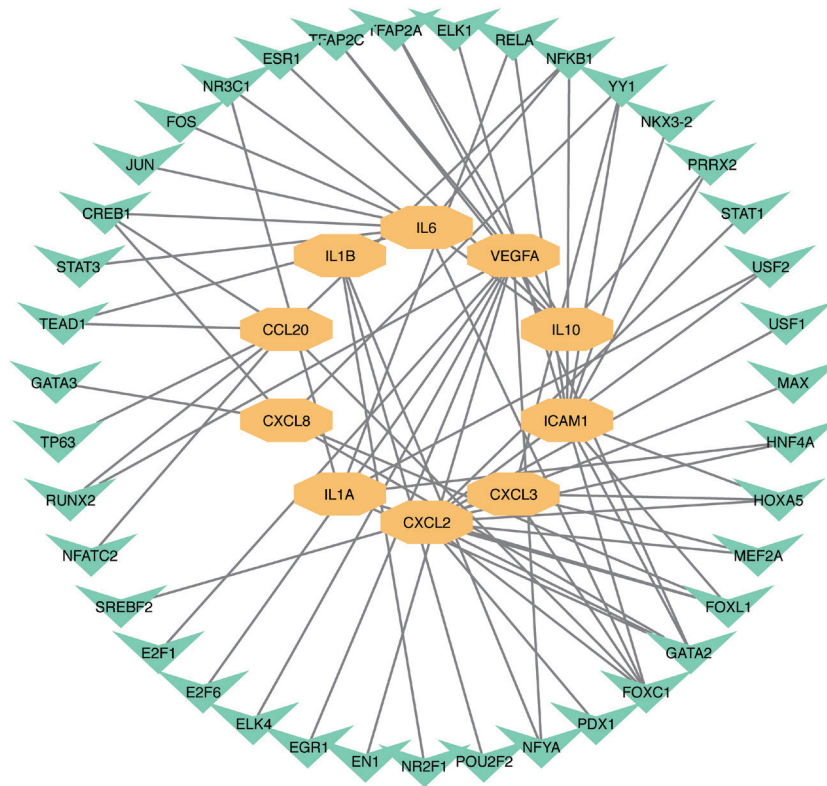 TFAP2C
TFAP2A
ELK1
RELA
NFKB1
YY1
NKX3-2
PRRX2
STAT1
USF2
USF1
MAX
HNF4A
HOXA5
MEF2A
FOXL1
GATA2
FOXC1
PDX1
NFYA
POU2F2
NR2F1
EN1
EGR1
ELK4
E2F6
E2F1
SREBF2
NFATC2
RUNX2
TP63
GATA3
TEAD1
STAT3
CREB1
JUN
FOS
NR3C1
ESR1
IL6
VEGFA
IL10
ICAM1
CXCL3
CXCL2
IL1A
CXCL8
CCL20
IL1B